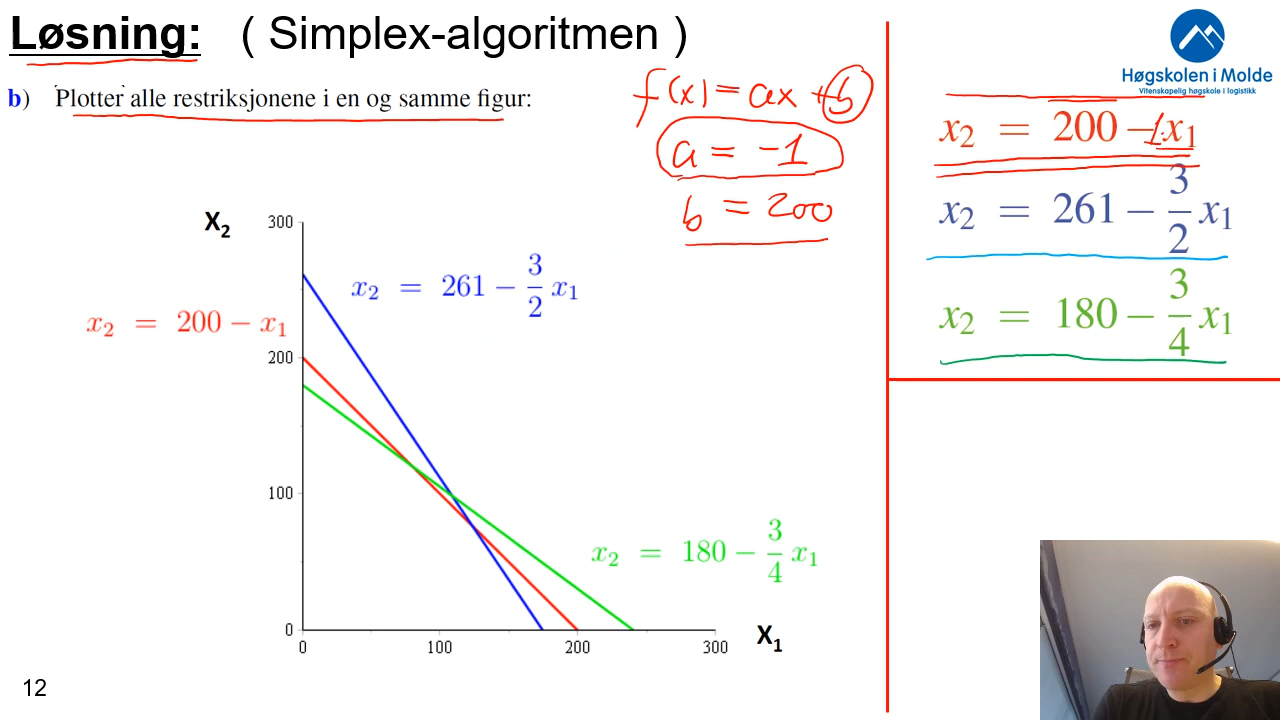 Løsning: ( Simplex-algoritmen )
b) Plotter alle restriksjonene i en og samme figur:
f(x) = ax + b
a = -1
b = 200
Høgskolen i Molde
Vitenskapelig høgskole i logistikk
x₂ = 200 − 1·x₁
x₂ = 261 − 3/2 x₁
x₂ = 180 − 3/4 x₁
X₂
300
x₂ = 261 − 3/2 x₁
x₂ = 200 − x₁
200
100
x₂ = 180 − 3/4 x₁
0
0 100 200 300
X₁
12